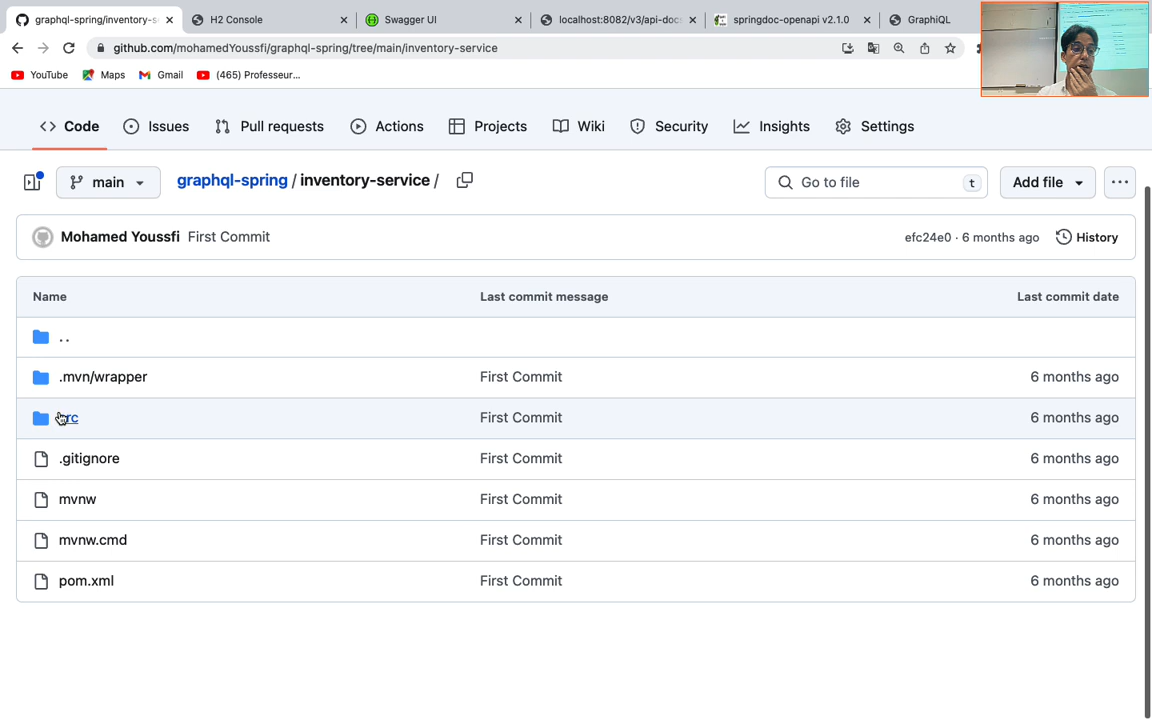 graphql-spring/inventory-s
H2 Console
Swagger UI
localhost:8082/v3/api-doc
springdoc-openapi v2.1.0
GraphiQL
github.com/mohamedYoussfi/graphql-spring/tree/main/inventory-service
YouTube
Maps
Gmail
(465) Professeur...
Code
Issues
Pull requests
Actions
Projects
Wiki
Security
Insights
Settings
main
graphql-spring / inventory-service /
Go to file
t
Add file
Mohamed Youssfi First Commit
efc24e0 · 6 months ago
History
Name Last commit message Last commit date
..
.mvn/wrapper First Commit 6 months ago
src First Commit 6 months ago
.gitignore First Commit 6 months ago
mvnw First Commit 6 months ago
mvnw.cmd First Commit 6 months ago
pom.xml First Commit 6 months ago